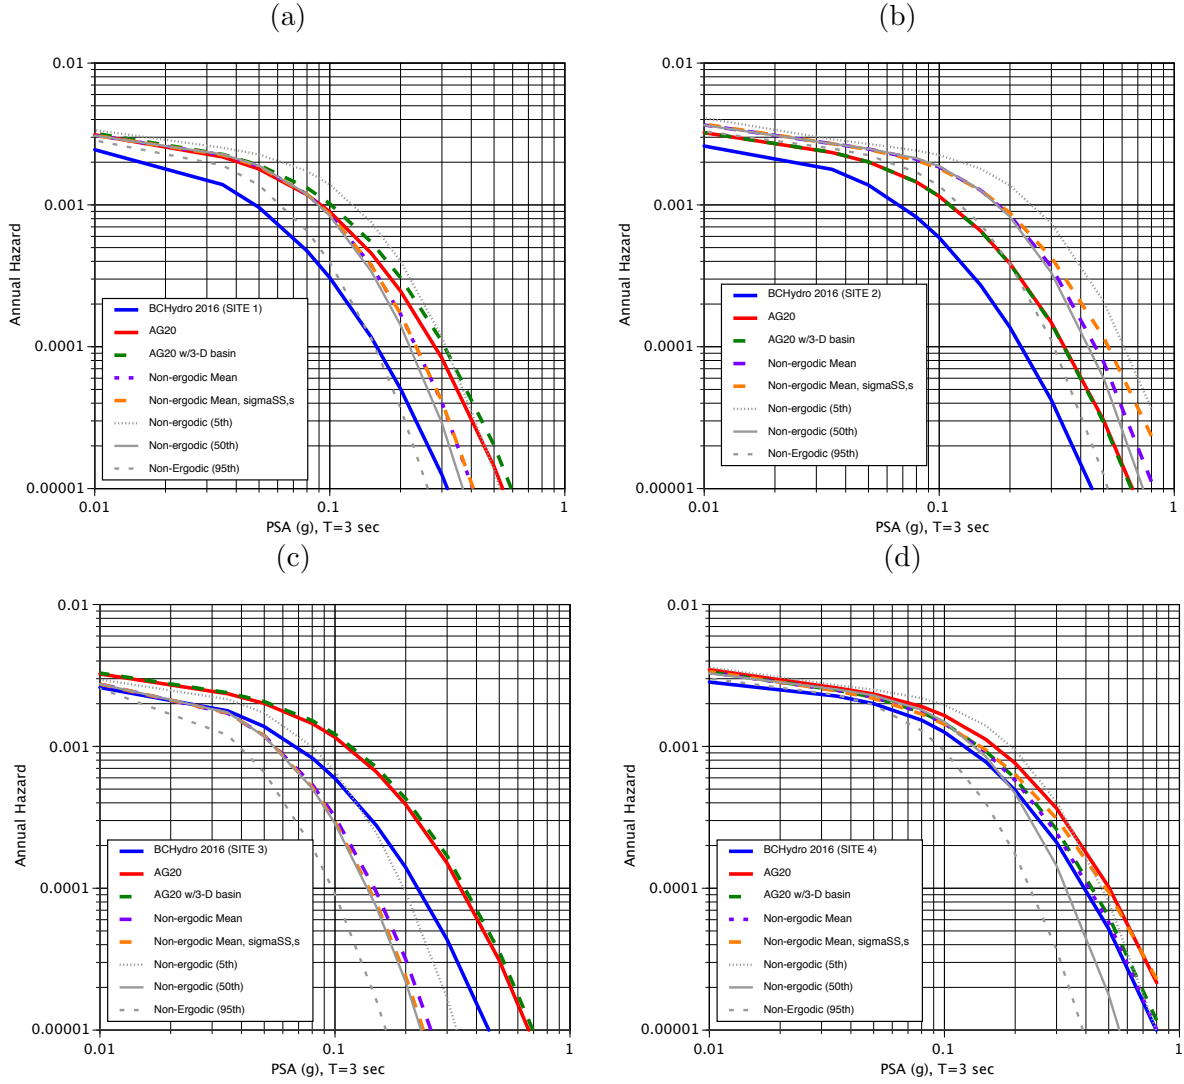 (a)
0.01
0.001
0.0001
0.00001
Annual Hazard
BCHydro 2016 (SITE 1)
AG20
AG20 w/3-D basin
Non-ergodic Mean
Non-ergodic Mean, sigmaSS,s
Non-ergodic (5th)
Non-ergodic (50th)
Non-Ergodic (95th)
0.01 0.1 1
PSA (g), T=3 sec
(b)
0.01
0.001
0.0001
0.00001
Annual Hazard
BCHydro 2016 (SITE 2)
AG20
AG20 w/3-D basin
Non-ergodic Mean
Non-ergodic Mean, sigmaSS,s
Non-ergodic (5th)
Non-ergodic (50th)
Non-Ergodic (95th)
0.01 0.1 1
PSA (g), T=3 sec
(c)
0.01
0.001
0.0001
0.00001
Annual Hazard
BCHydro 2016 (SITE 3)
AG20
AG20 w/3-D basin
Non-ergodic Mean
Non-ergodic Mean, sigmaSS,s
Non-ergodic (5th)
Non-ergodic (50th)
Non-Ergodic (95th)
0.01 0.1 1
PSA (g), T=3 sec
(d)
0.01
0.001
0.0001
0.00001
Annual Hazard
BCHydro 2016 (SITE 4)
AG20
AG20 w/3-D basin
Non-ergodic Mean
Non-ergodic Mean, sigmaSS,s
Non-ergodic (5th)
Non-ergodic (50th)
Non-Ergodic (95th)
0.01 0.1 1
PSA (g), T=3 sec